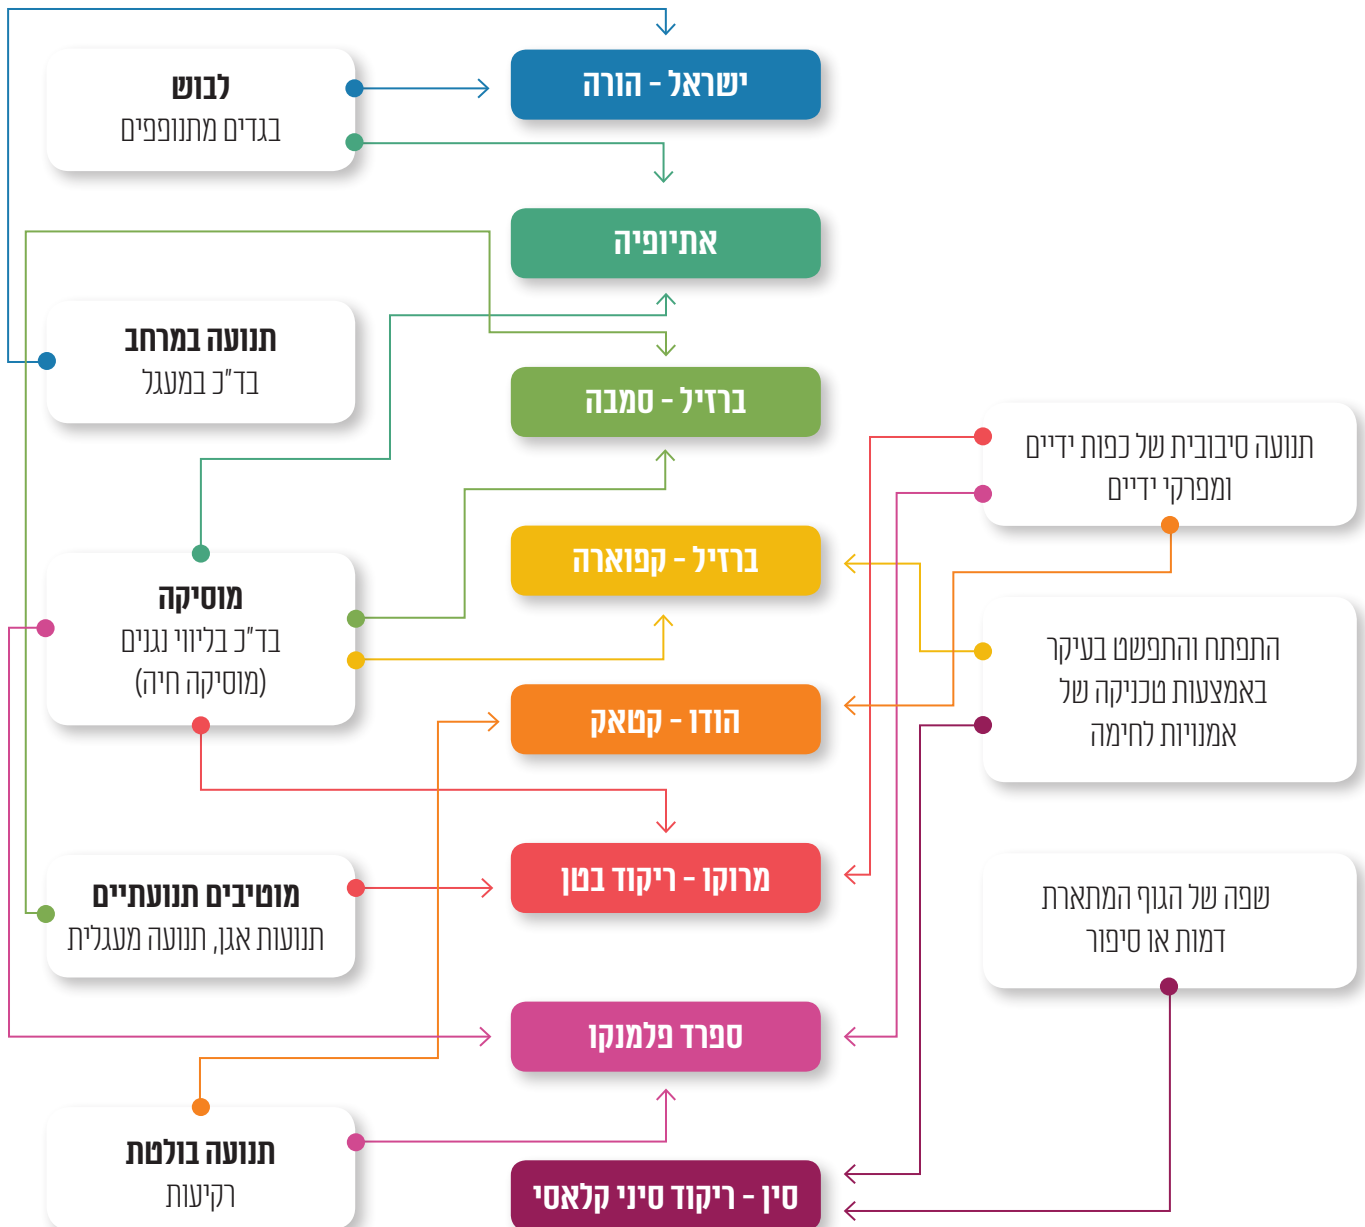 לבוש
בגדים מתנופפים
ישראל - הורה
אתיופיה
תנועה במרחב
בד"כ במעגל
ברזיל - סמבה
תנועה סיבובית של כפות ידיים
ומפרקי ידיים
ברזיל - קפוארה
מוסיקה
בד"כ בליווי נגנים
(מוסיקה חיה)
התפתח והתפשט בעיקר
באמצעות טכניקה של
אמנויות לחימה
הודו - קטאק
מרוקו - ריקוד בטן
מוטיבים תנועתיים
תנועות אגן, תנועה מעגלית
שפה של הגוף המתארת
דמות או סיפור
ספרד פלמנקו
תנועה בולטת
רקיעות
סין - ריקוד סיני קלאסי